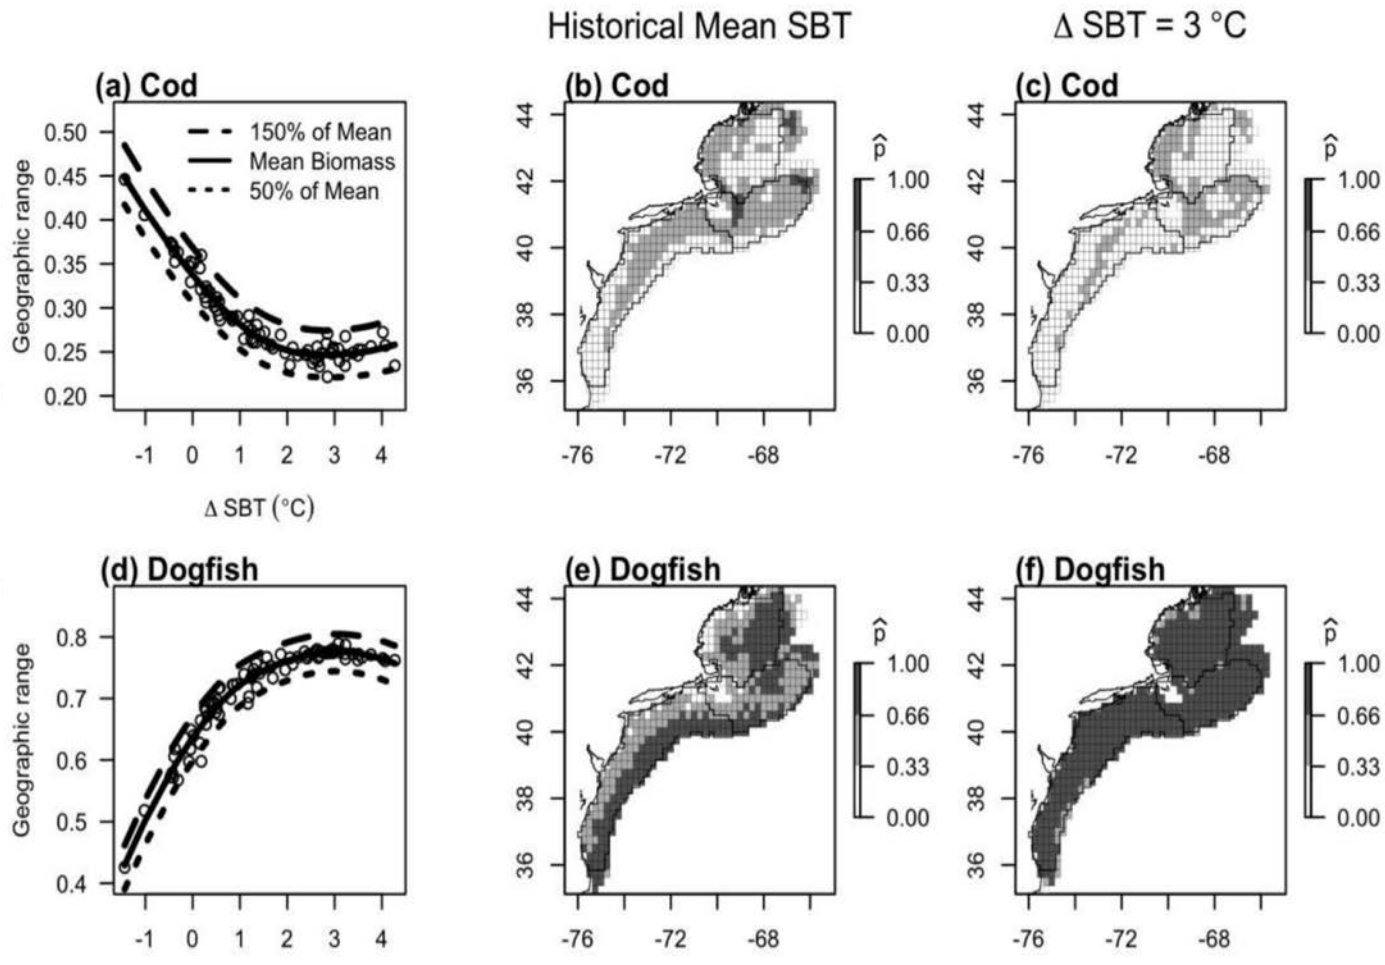 Historical Mean SBT
Δ SBT = 3 °C
(a) Cod
150% of Mean
Mean Biomass
50% of Mean
Geographic range
0.50
0.45
0.40
0.35
0.30
0.25
0.20
-1 0 1 2 3 4
Δ SBT (°C)
(b) Cod
44
42
40
38
36
-76 -72 -68
p̂
1.00
0.66
0.33
0.00
(c) Cod
44
42
40
38
36
-76 -72 -68
p̂
1.00
0.66
0.33
0.00
(d) Dogfish
Geographic range
0.8
0.7
0.6
0.5
0.4
-1 0 1 2 3 4
(e) Dogfish
44
42
40
38
36
-76 -72 -68
p̂
1.00
0.66
0.33
0.00
(f) Dogfish
44
42
40
38
36
-76 -72 -68
p̂
1.00
0.66
0.33
0.00